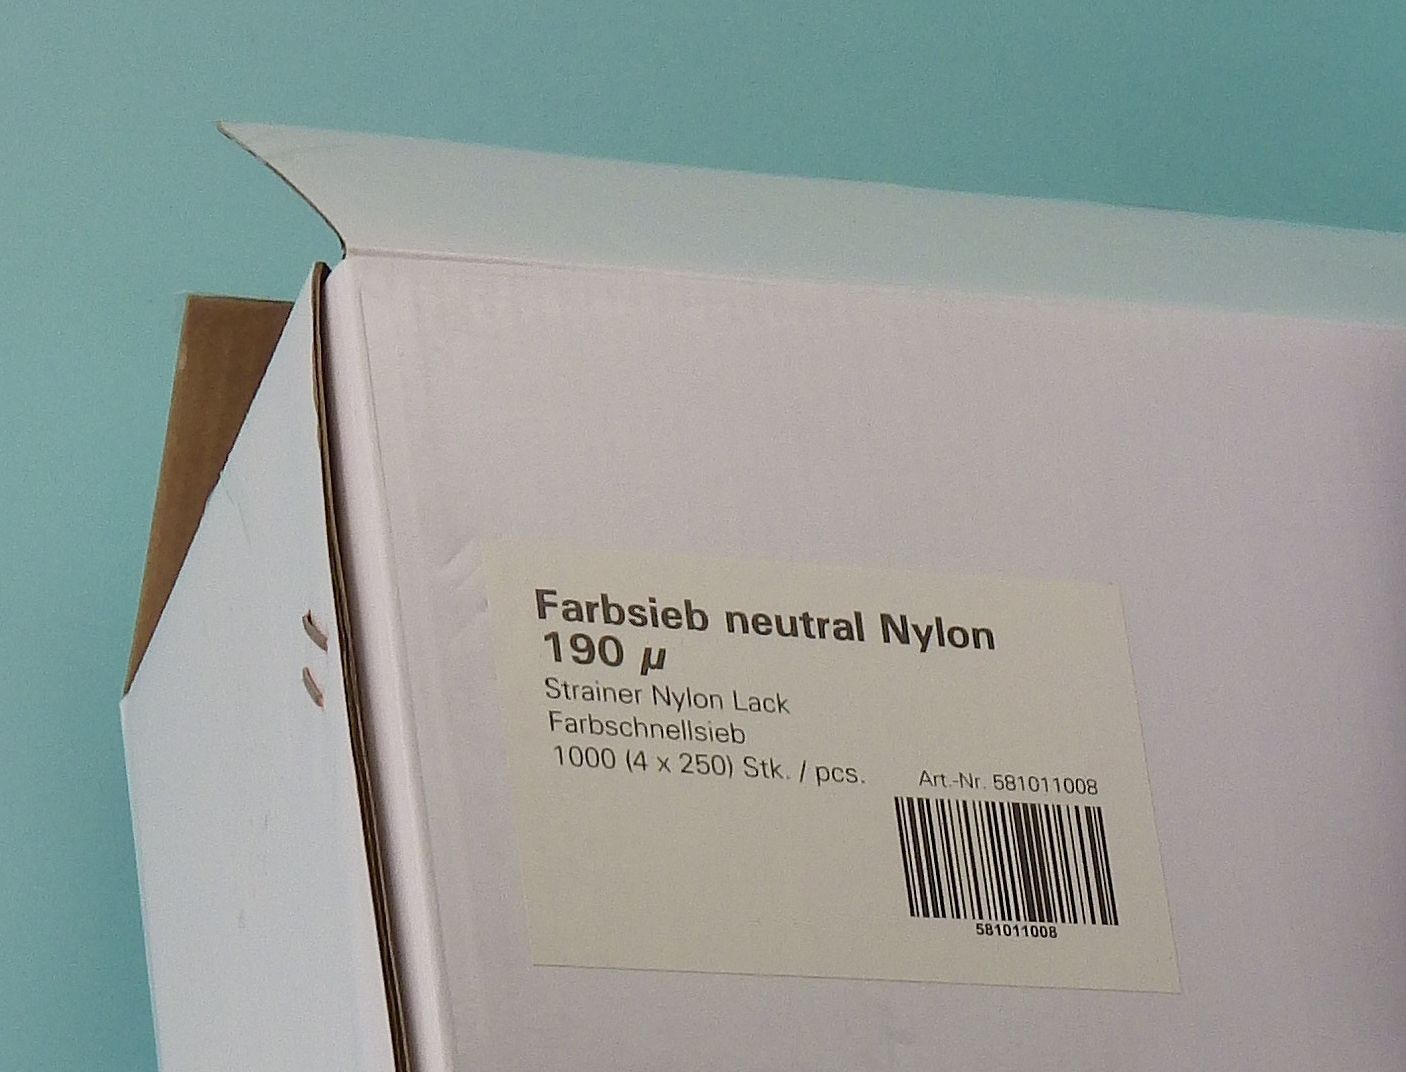 Farbsieb neutral Nylon
190 µ
Strainer Nylon Lack
Farbschnellsieb
1000 (4 x 250) Stk. / pcs.
Art.-Nr. 581011008
581011008